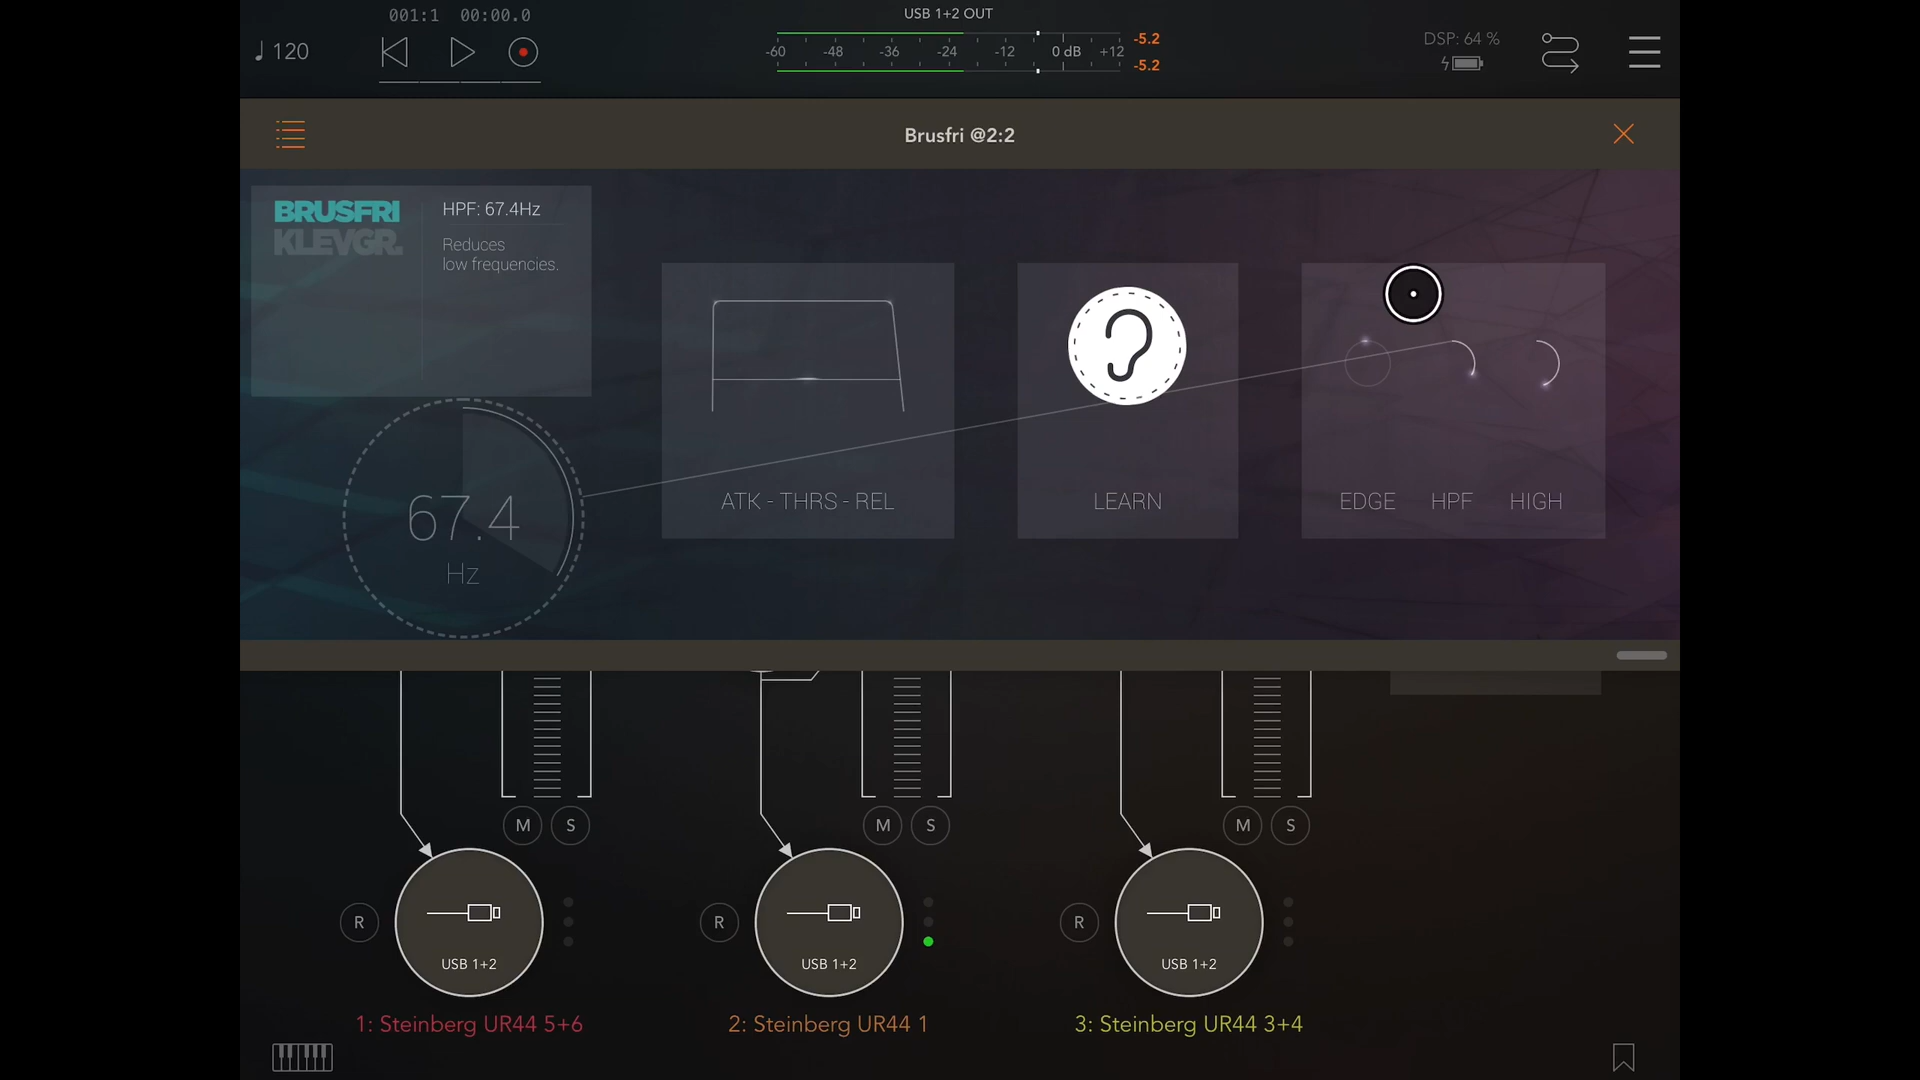 001:1 00:00.0
♩ 120
USB 1+2 OUT
-60 -48 -36 -24 -12 0 dB +12
-5.2
-5.2
DSP: 64 %
Brusfri @2:2
BRUSFRI
KLEVGR.
HPF: 67.4Hz
Reduces
low frequencies.
67.4
Hz
ATK - THRS - REL
LEARN
EDGE HPF HIGH
M S
M S
M S
R
USB 1+2
R
USB 1+2
R
USB 1+2
1: Steinberg UR44 5+6
2: Steinberg UR44 1
3: Steinberg UR44 3+4